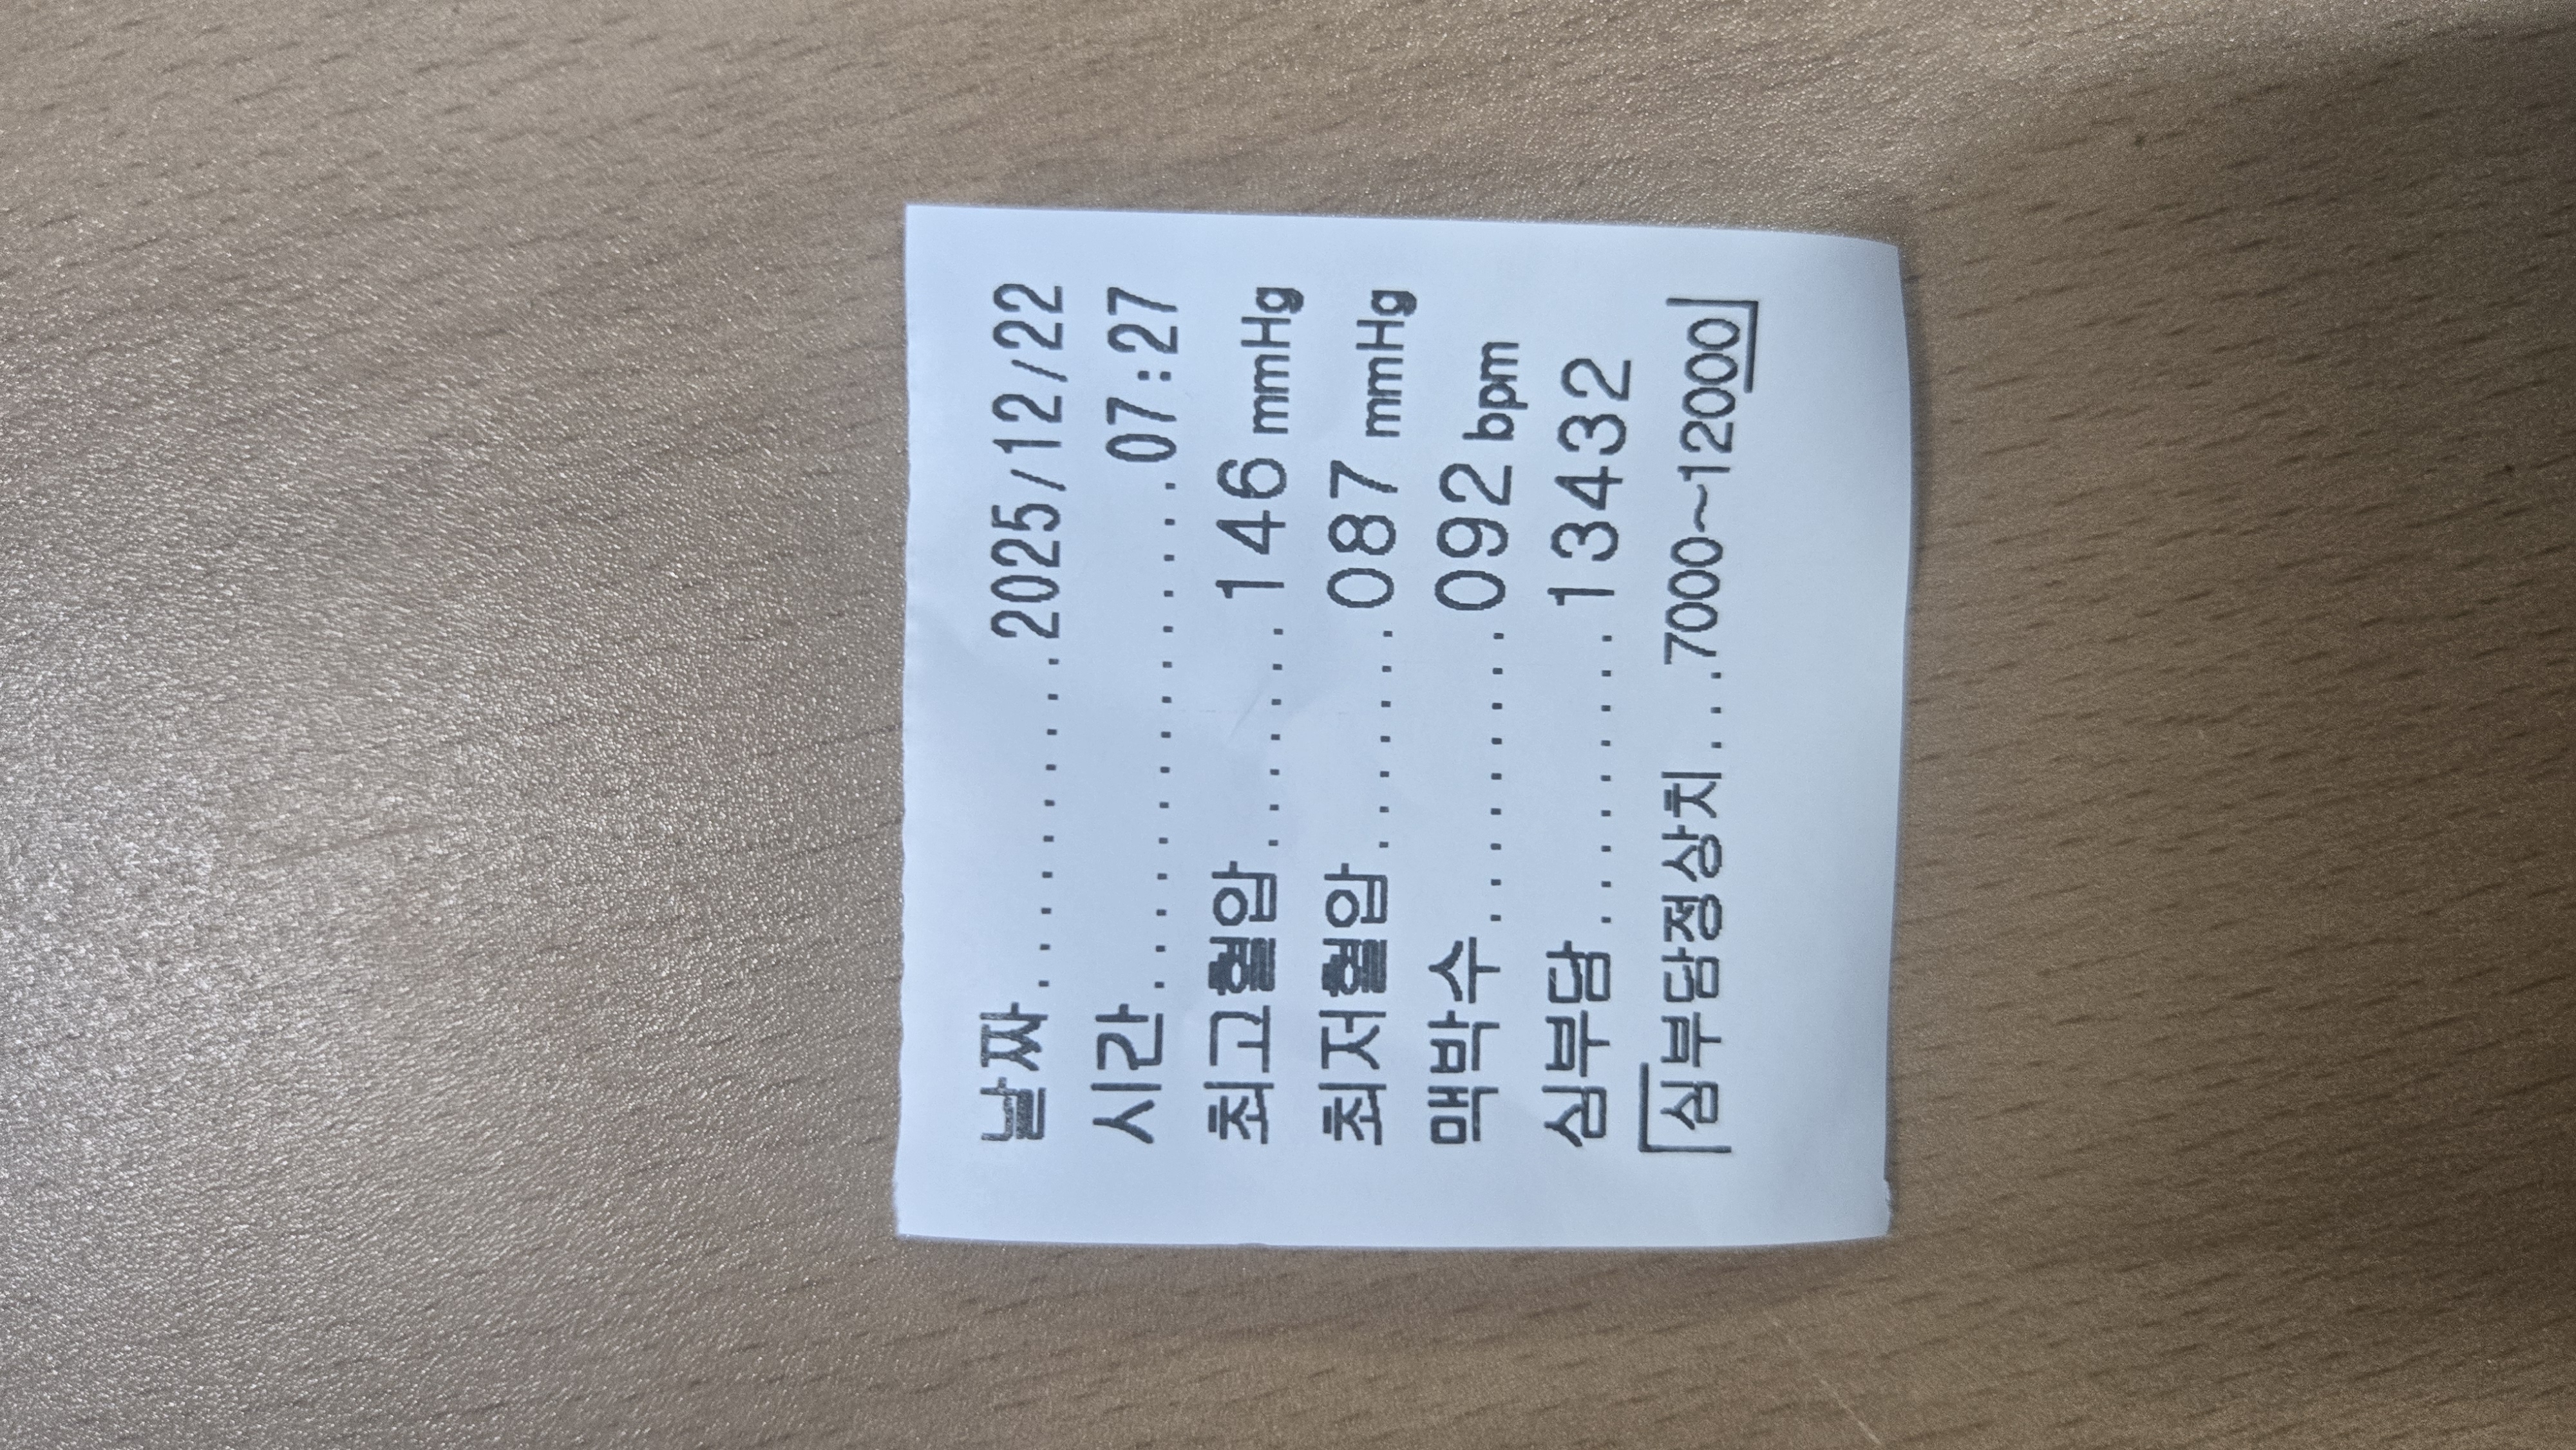 날짜............2025/12/22
시간................07:27
최고혈압........146 mmHg
최저혈압........087 mmHg
맥박수.........092 bpm
심부담.........13432
심부담정상치...7000~12000